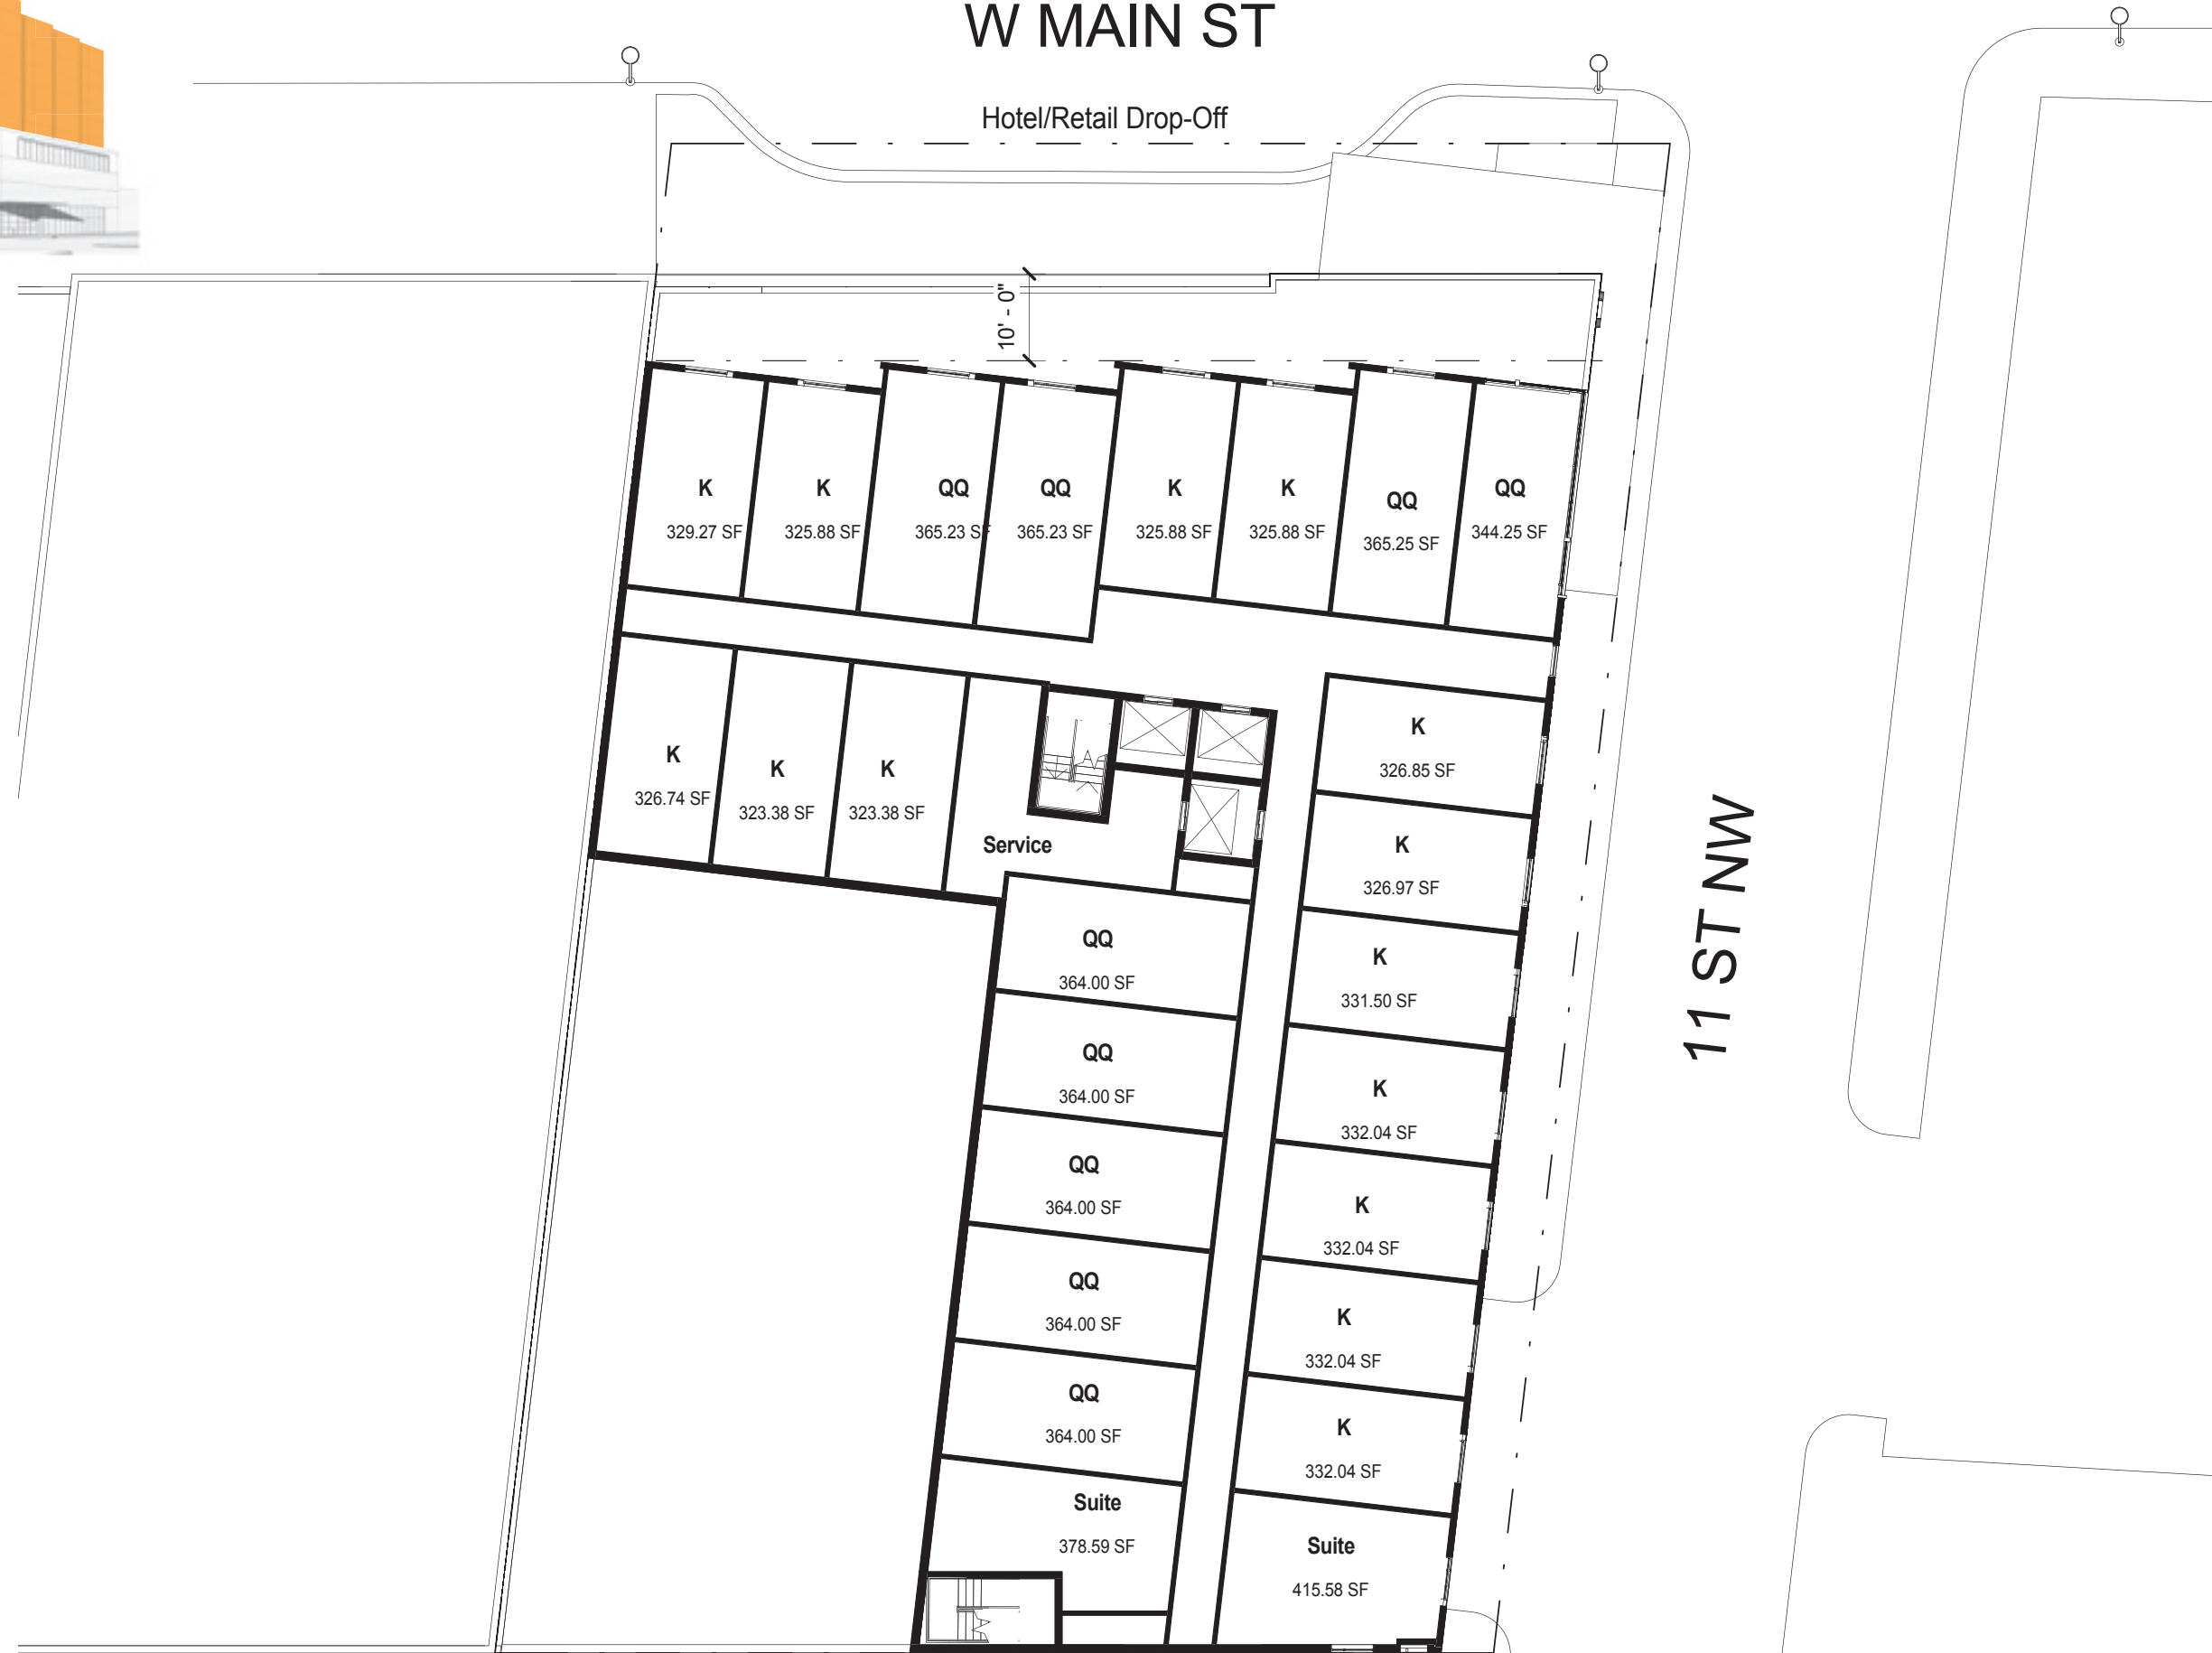 W MAIN ST
Hotel/Retail Drop-Off
10' - 0"
K
329.27 SF
K
325.88 SF
QQ
365.23 SF
QQ
365.23 SF
K
325.88 SF
K
325.88 SF
QQ
365.25 SF
QQ
344.25 SF
K
326.74 SF
K
323.38 SF
K
323.38 SF
Service
K
326.85 SF
K
326.97 SF
K
331.50 SF
K
332.04 SF
K
332.04 SF
K
332.04 SF
K
332.04 SF
Suite
415.58 SF
QQ
364.00 SF
QQ
364.00 SF
QQ
364.00 SF
QQ
364.00 SF
QQ
364.00 SF
Suite
378.59 SF
11 ST NW